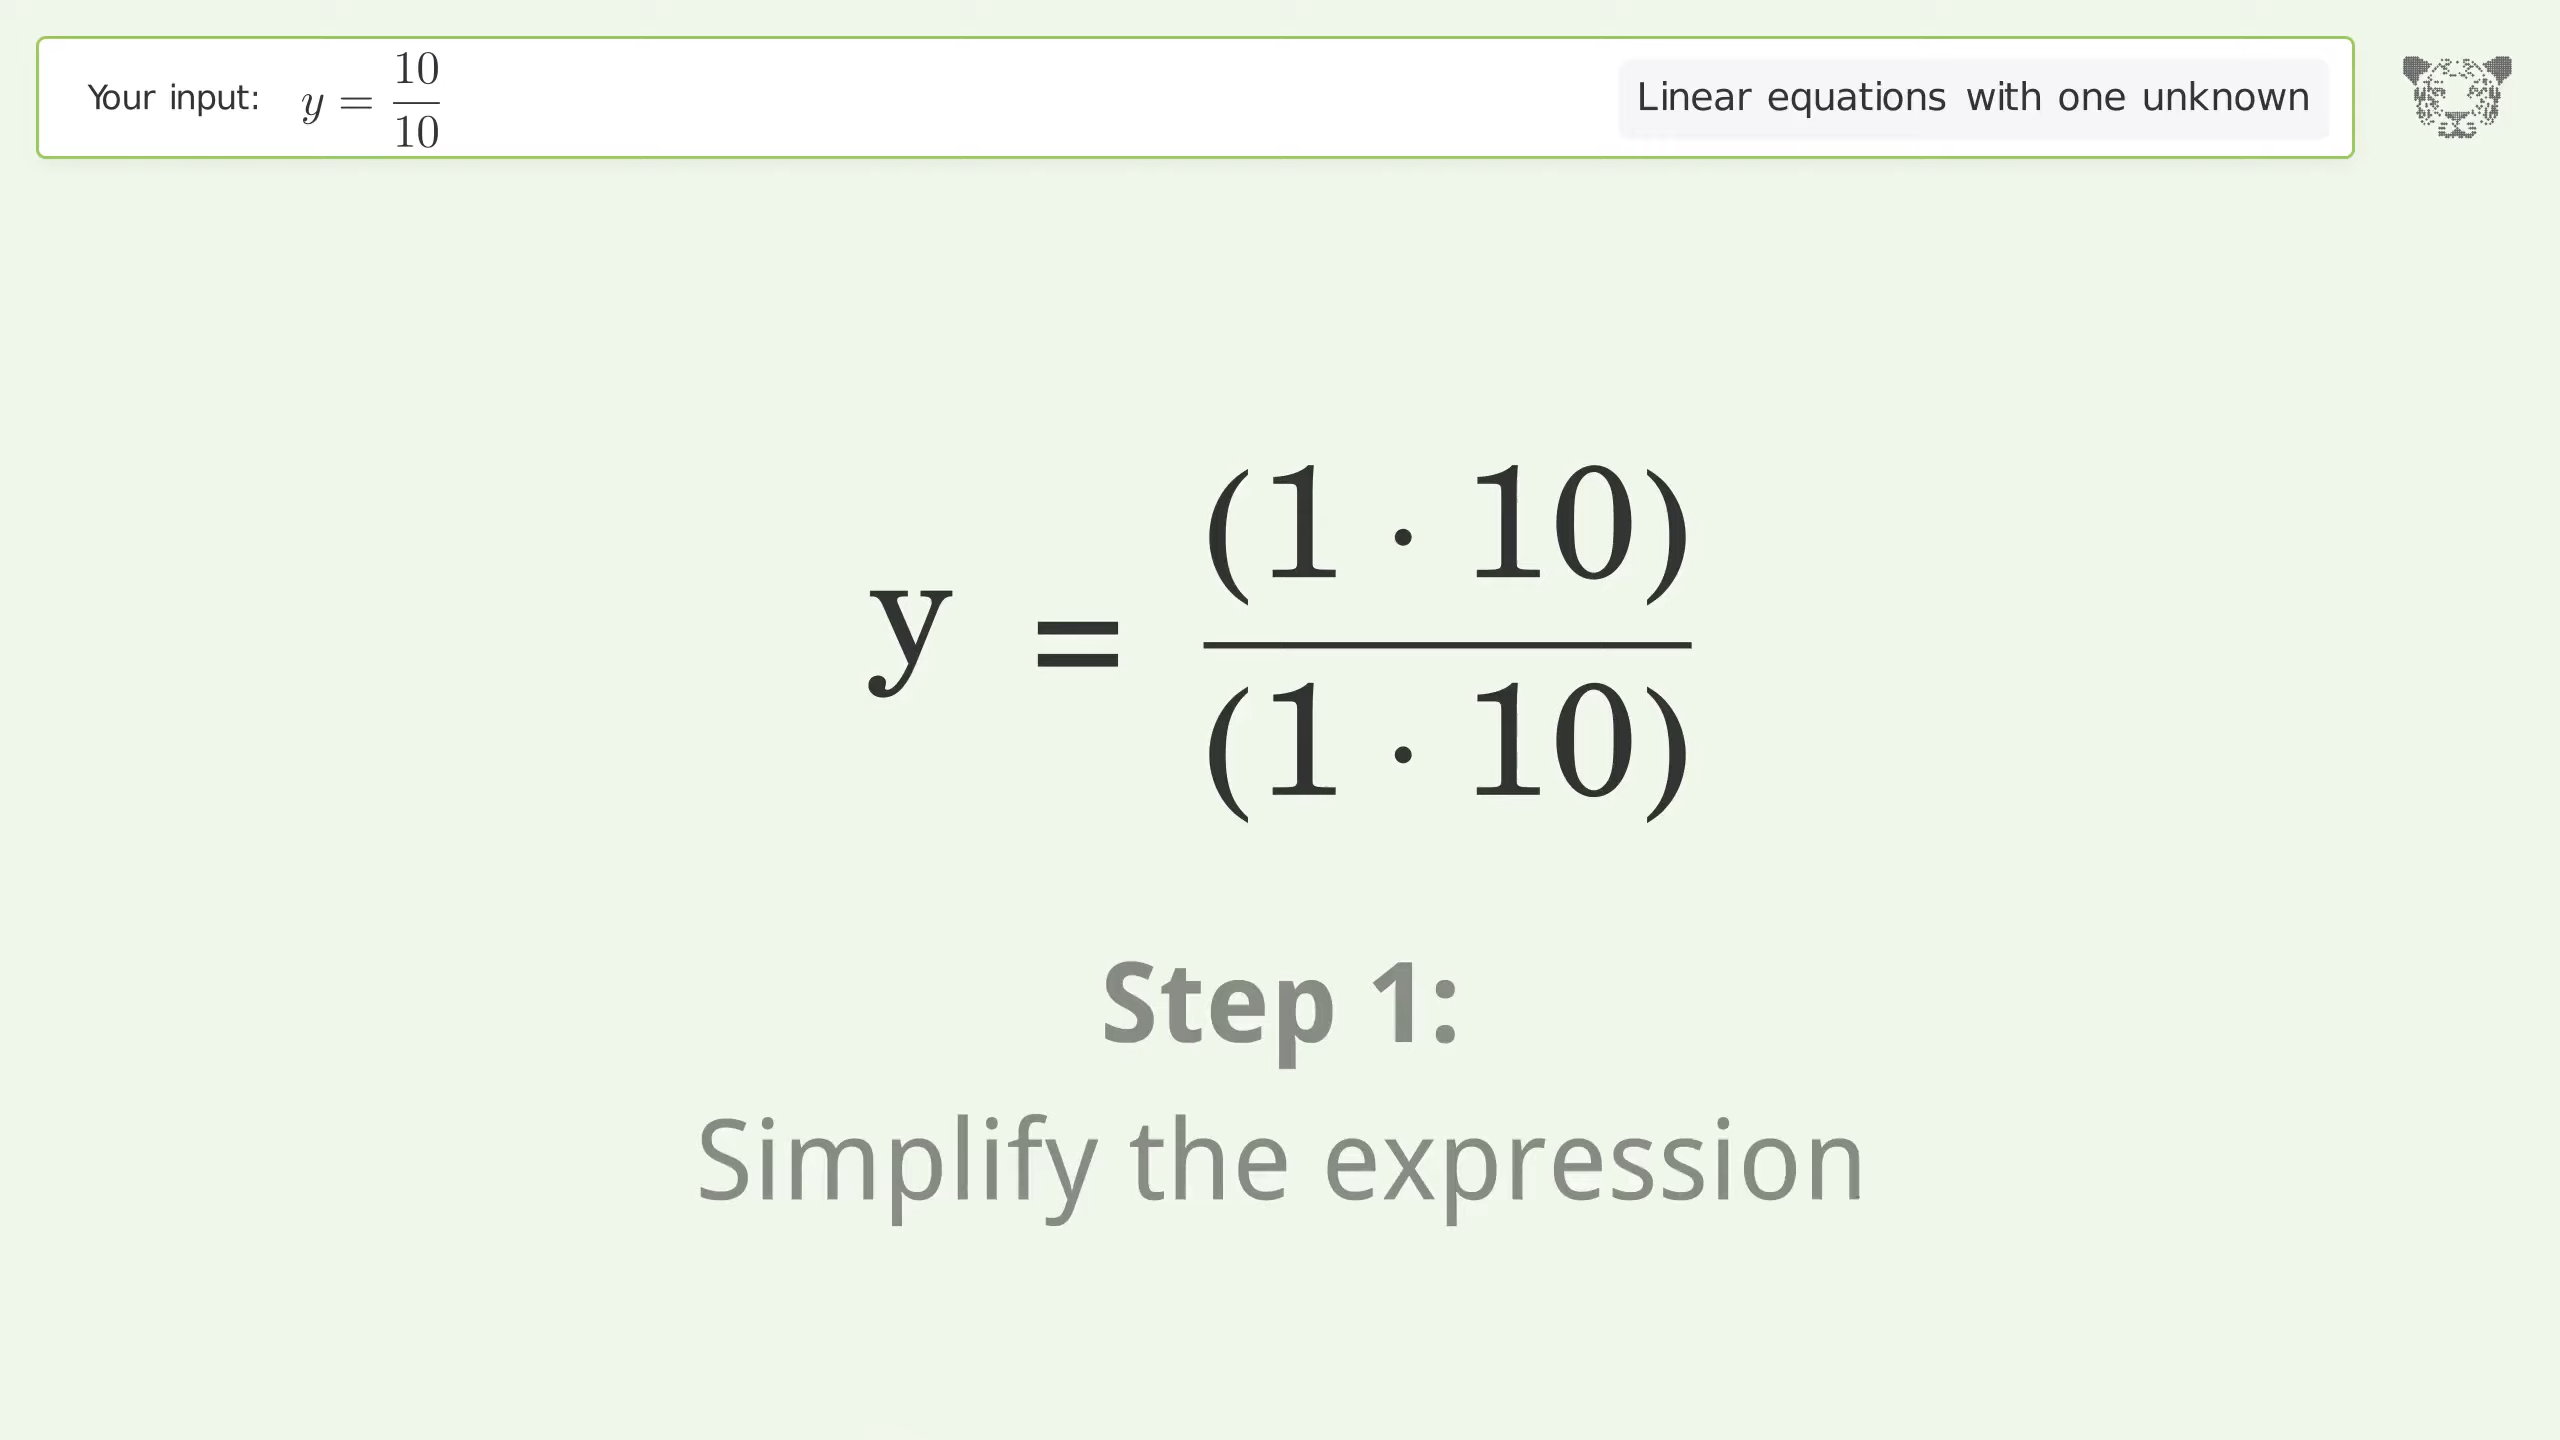 Your input: y = 10/10
Linear equations with one unknown
y = (1 · 10)/(1 · 10)
Step 1:
Simplify the expression